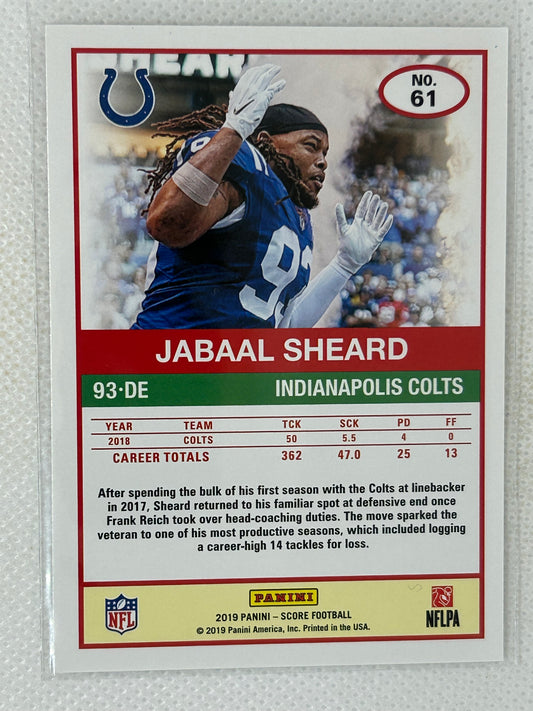 SHEARD
NO.
61
93
JABAAL SHEARD
93·DE INDIANAPOLIS COLTS
YEAR TEAM TCK SCK PD FF
2018 COLTS 50 5.5 4 0
CAREER TOTALS 362 47.0 25 13
After spending the bulk of his first season with the Colts at linebacker
in 2017, Sheard returned to his familiar spot at defensive end once
Frank Reich took over head-coaching duties. The move sparked the
veteran to one of his most productive seasons, which included logging
a career-high 14 tackles for loss.
NFL
PANINI
2019 PANINI – SCORE FOOTBALL
© 2019 Panini America, Inc. Printed in the USA.
NFLPA